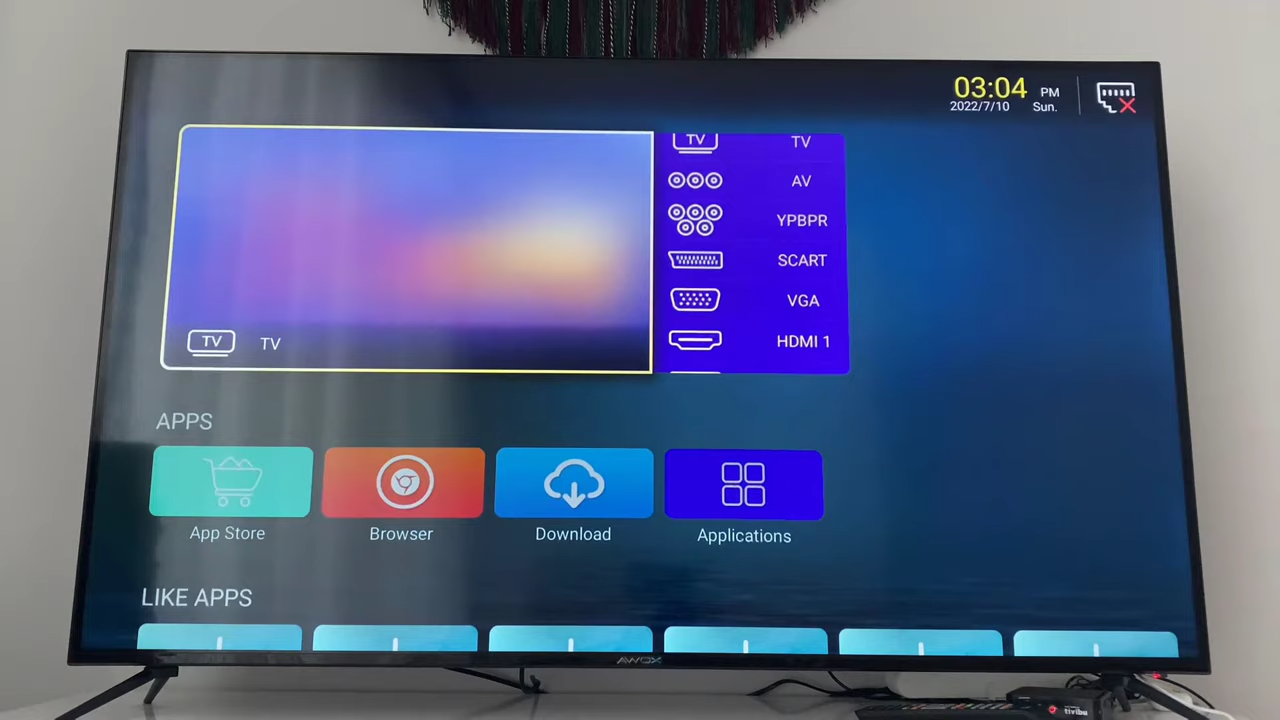 03:04 PM
2022/7/10 Sun.
TV
AV
YPBPR
SCART
VGA
HDMI 1
TV TV
APPS
App Store
Browser
Download
Applications
LIKE APPS
AWOX
tivibu